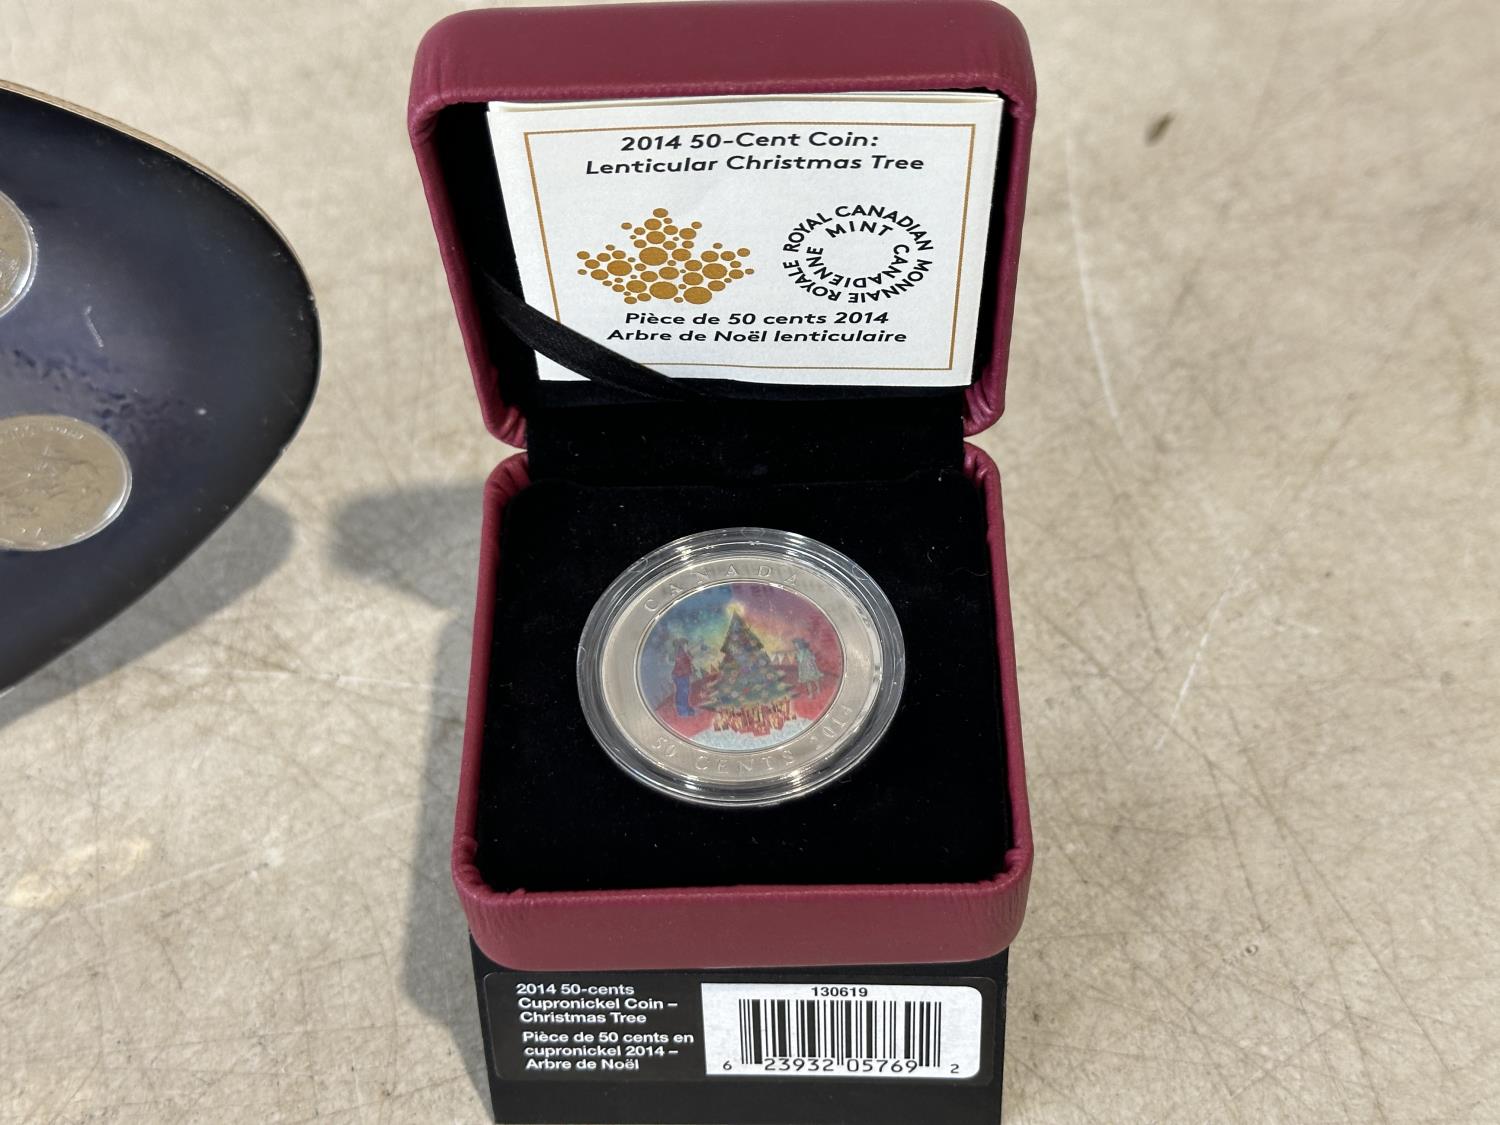 2014 50-Cent Coin:
Lenticular Christmas Tree
ROYAL CANADIAN MINT
MONNAIE ROYALE CANADIENNE
Pièce de 50 cents 2014
Arbre de Noël lenticulaire
CANADA
50 CENTS 2014
2014 50-cents
Cupronickel Coin –
Christmas Tree
Pièce de 50 cents en
cupronickel 2014 –
Arbre de Noël
130619
6 23932 05769 2